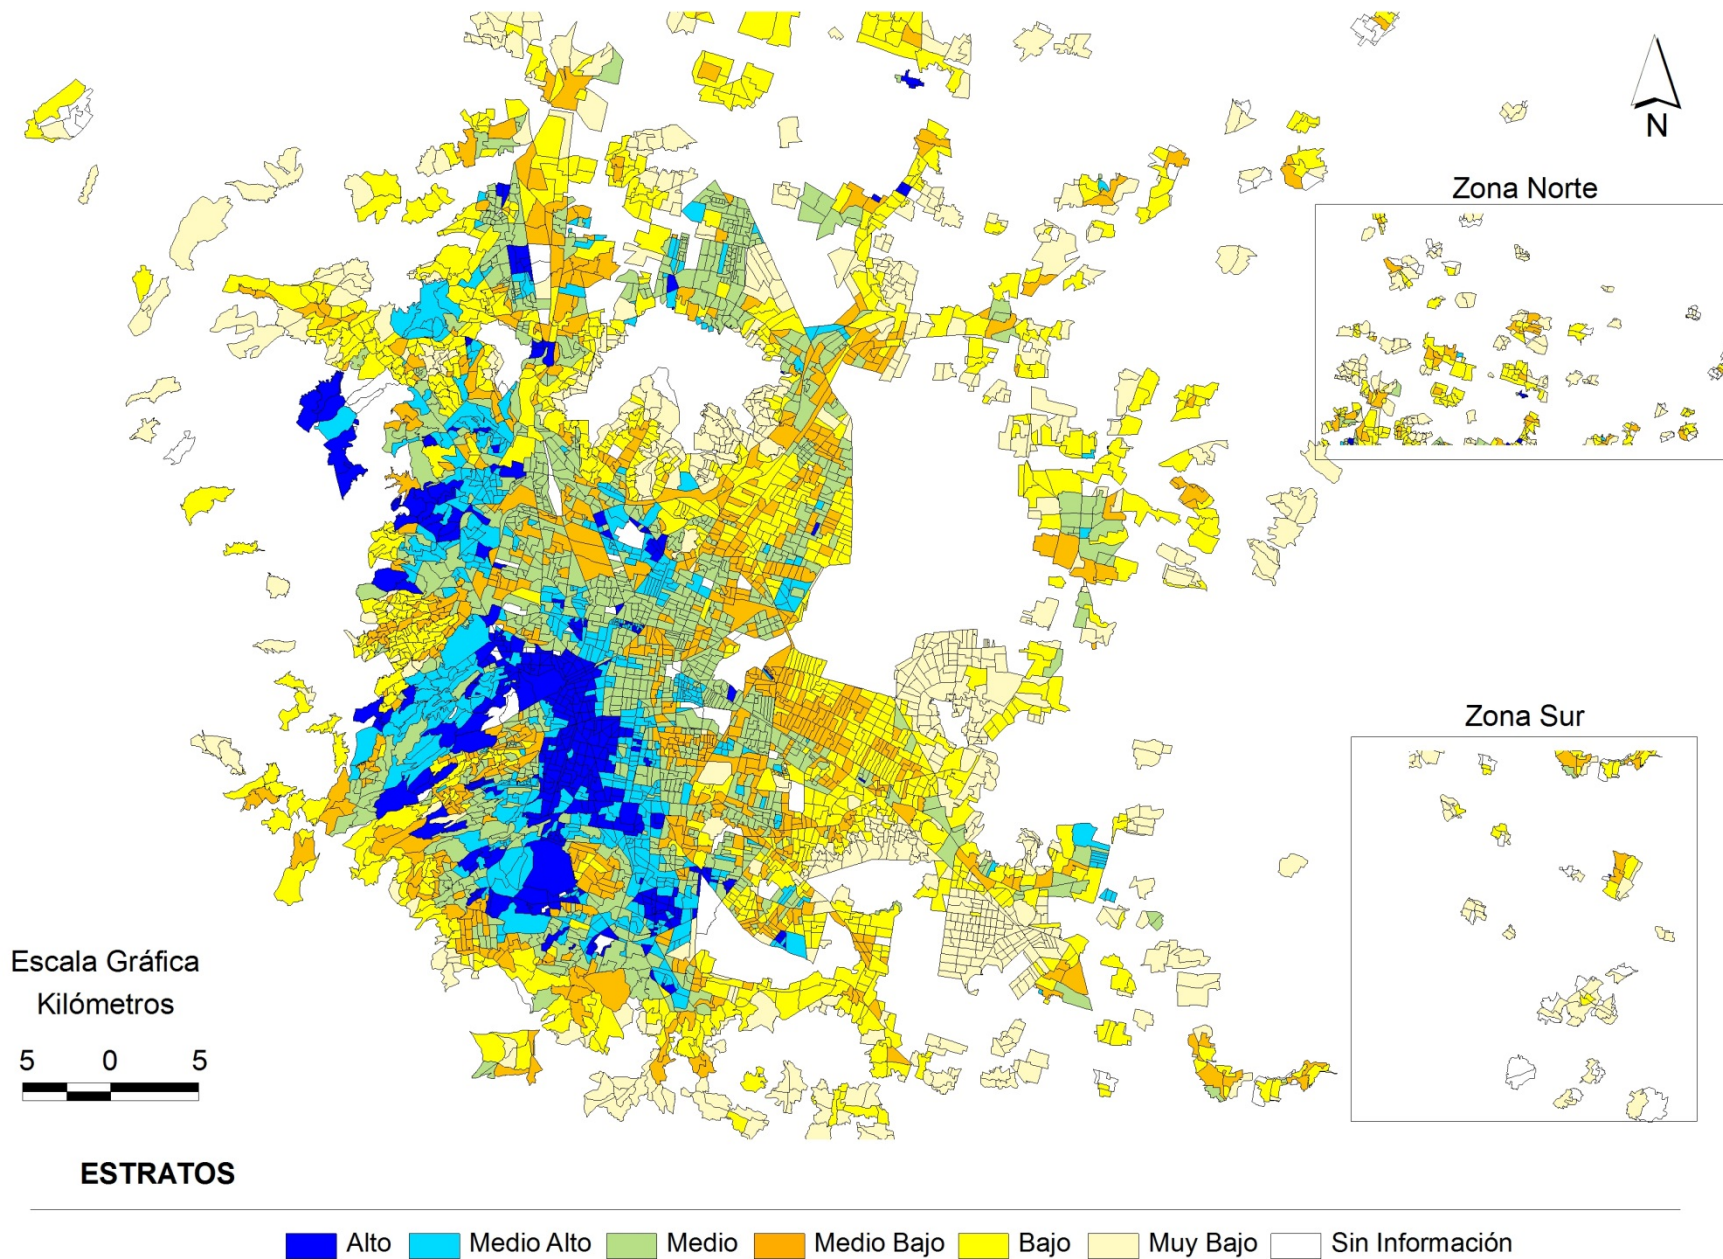 N
Zona Norte
Zona Sur
Escala Gráfica
Kilómetros
5 0 5
ESTRATOS
Alto Medio Alto Medio Medio Bajo Bajo Muy Bajo Sin Información